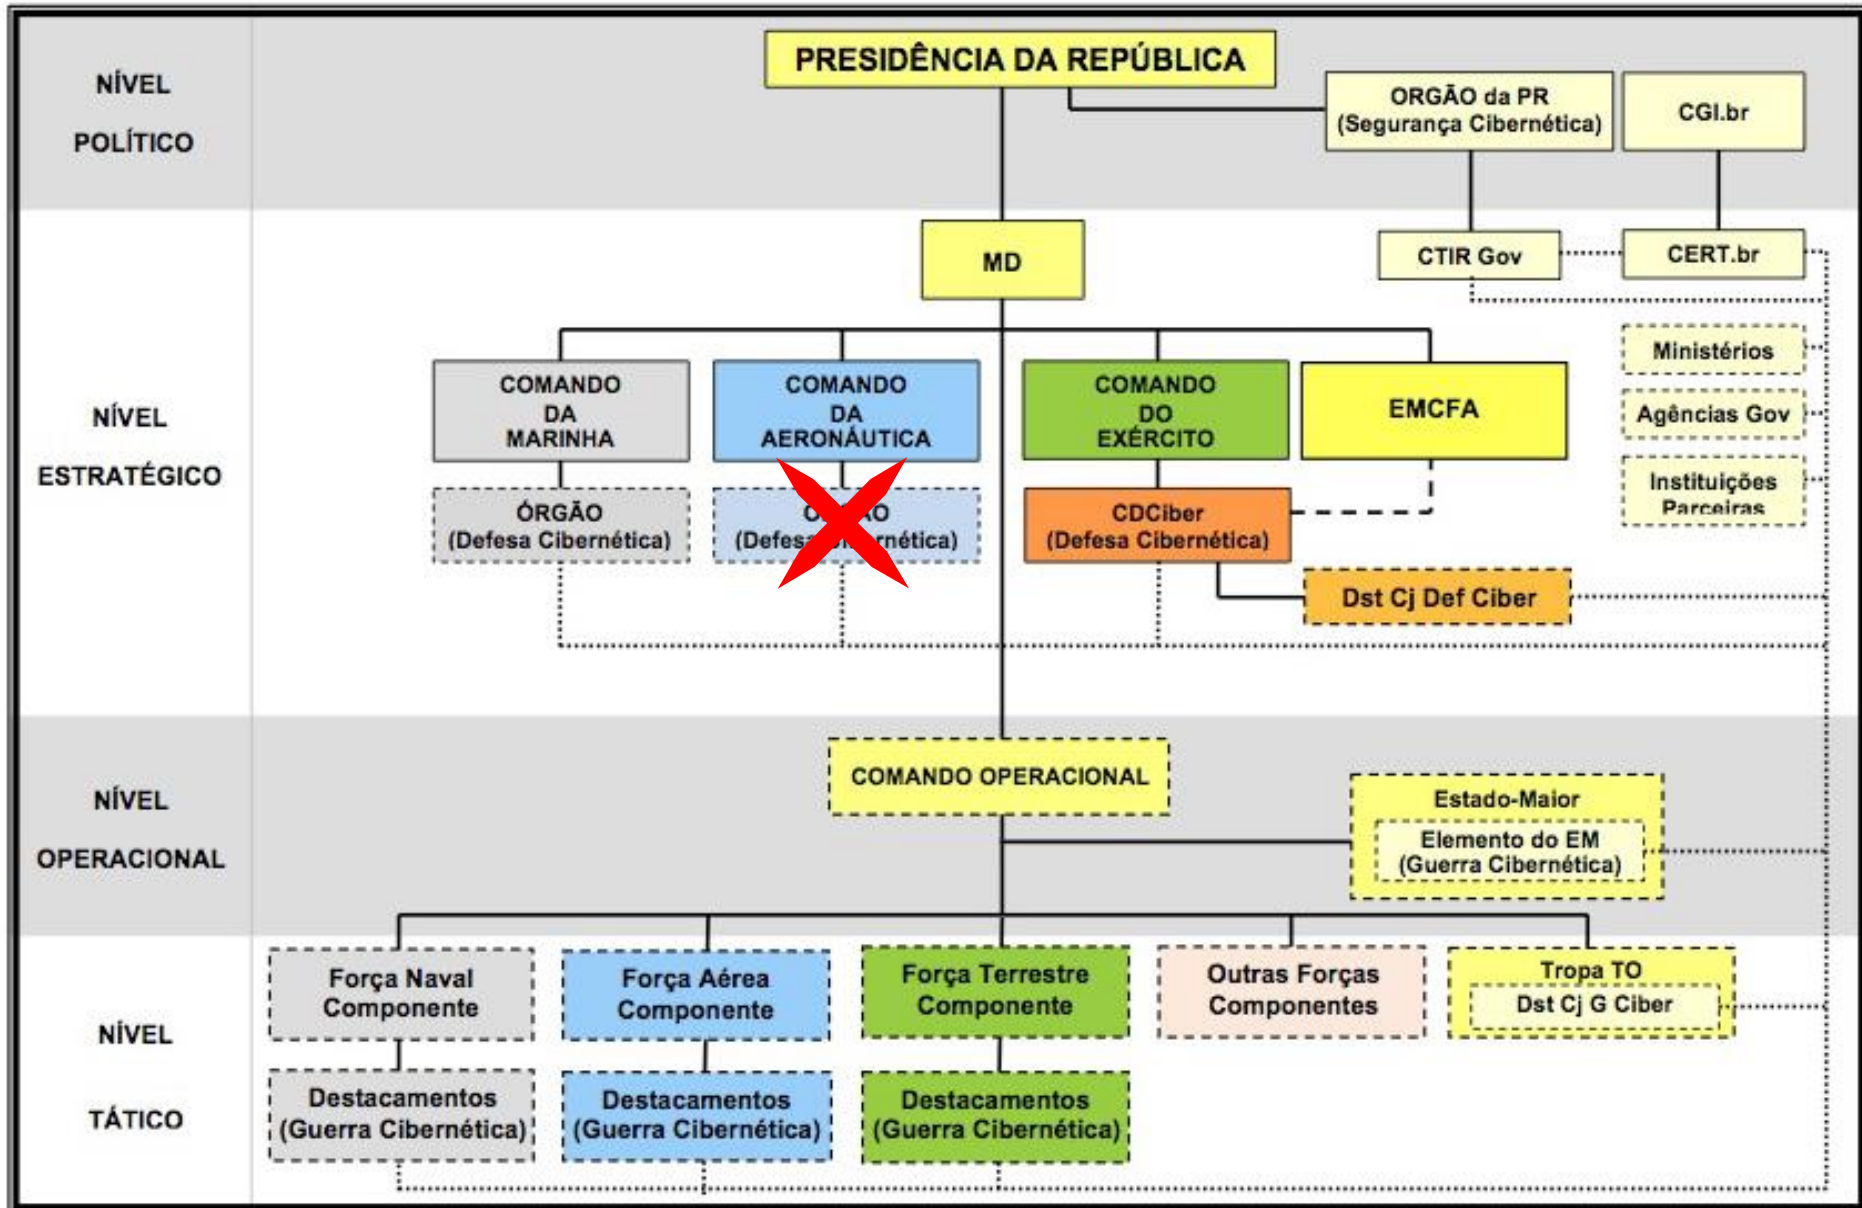 NÍVEL
POLÍTICO
PRESIDÊNCIA DA REPÚBLICA
ORGÃO da PR
(Segurança Cibernética)
CGI.br
NÍVEL
ESTRATÉGICO
MD
CTIR Gov
CERT.br
COMANDO
DA
MARINHA
COMANDO
DA
AERONÁUTICA
COMANDO
DO
EXÉRCITO
EMCFA
Ministérios
Agências Gov
Instituições
Parceiras
ÓRGÃO
(Defesa Cibernética)
CDCiber
(Defesa Cibernética)
Dst Cj Def Ciber
NÍVEL
OPERACIONAL
COMANDO OPERACIONAL
Estado-Maior
Elemento do EM
(Guerra Cibernética)
NÍVEL
TÁTICO
Força Naval
Componente
Força Aérea
Componente
Força Terrestre
Componente
Outras Forças
Componentes
Tropa TO
Dst Cj G Ciber
Destacamentos
(Guerra Cibernética)
Destacamentos
(Guerra Cibernética)
Destacamentos
(Guerra Cibernética)